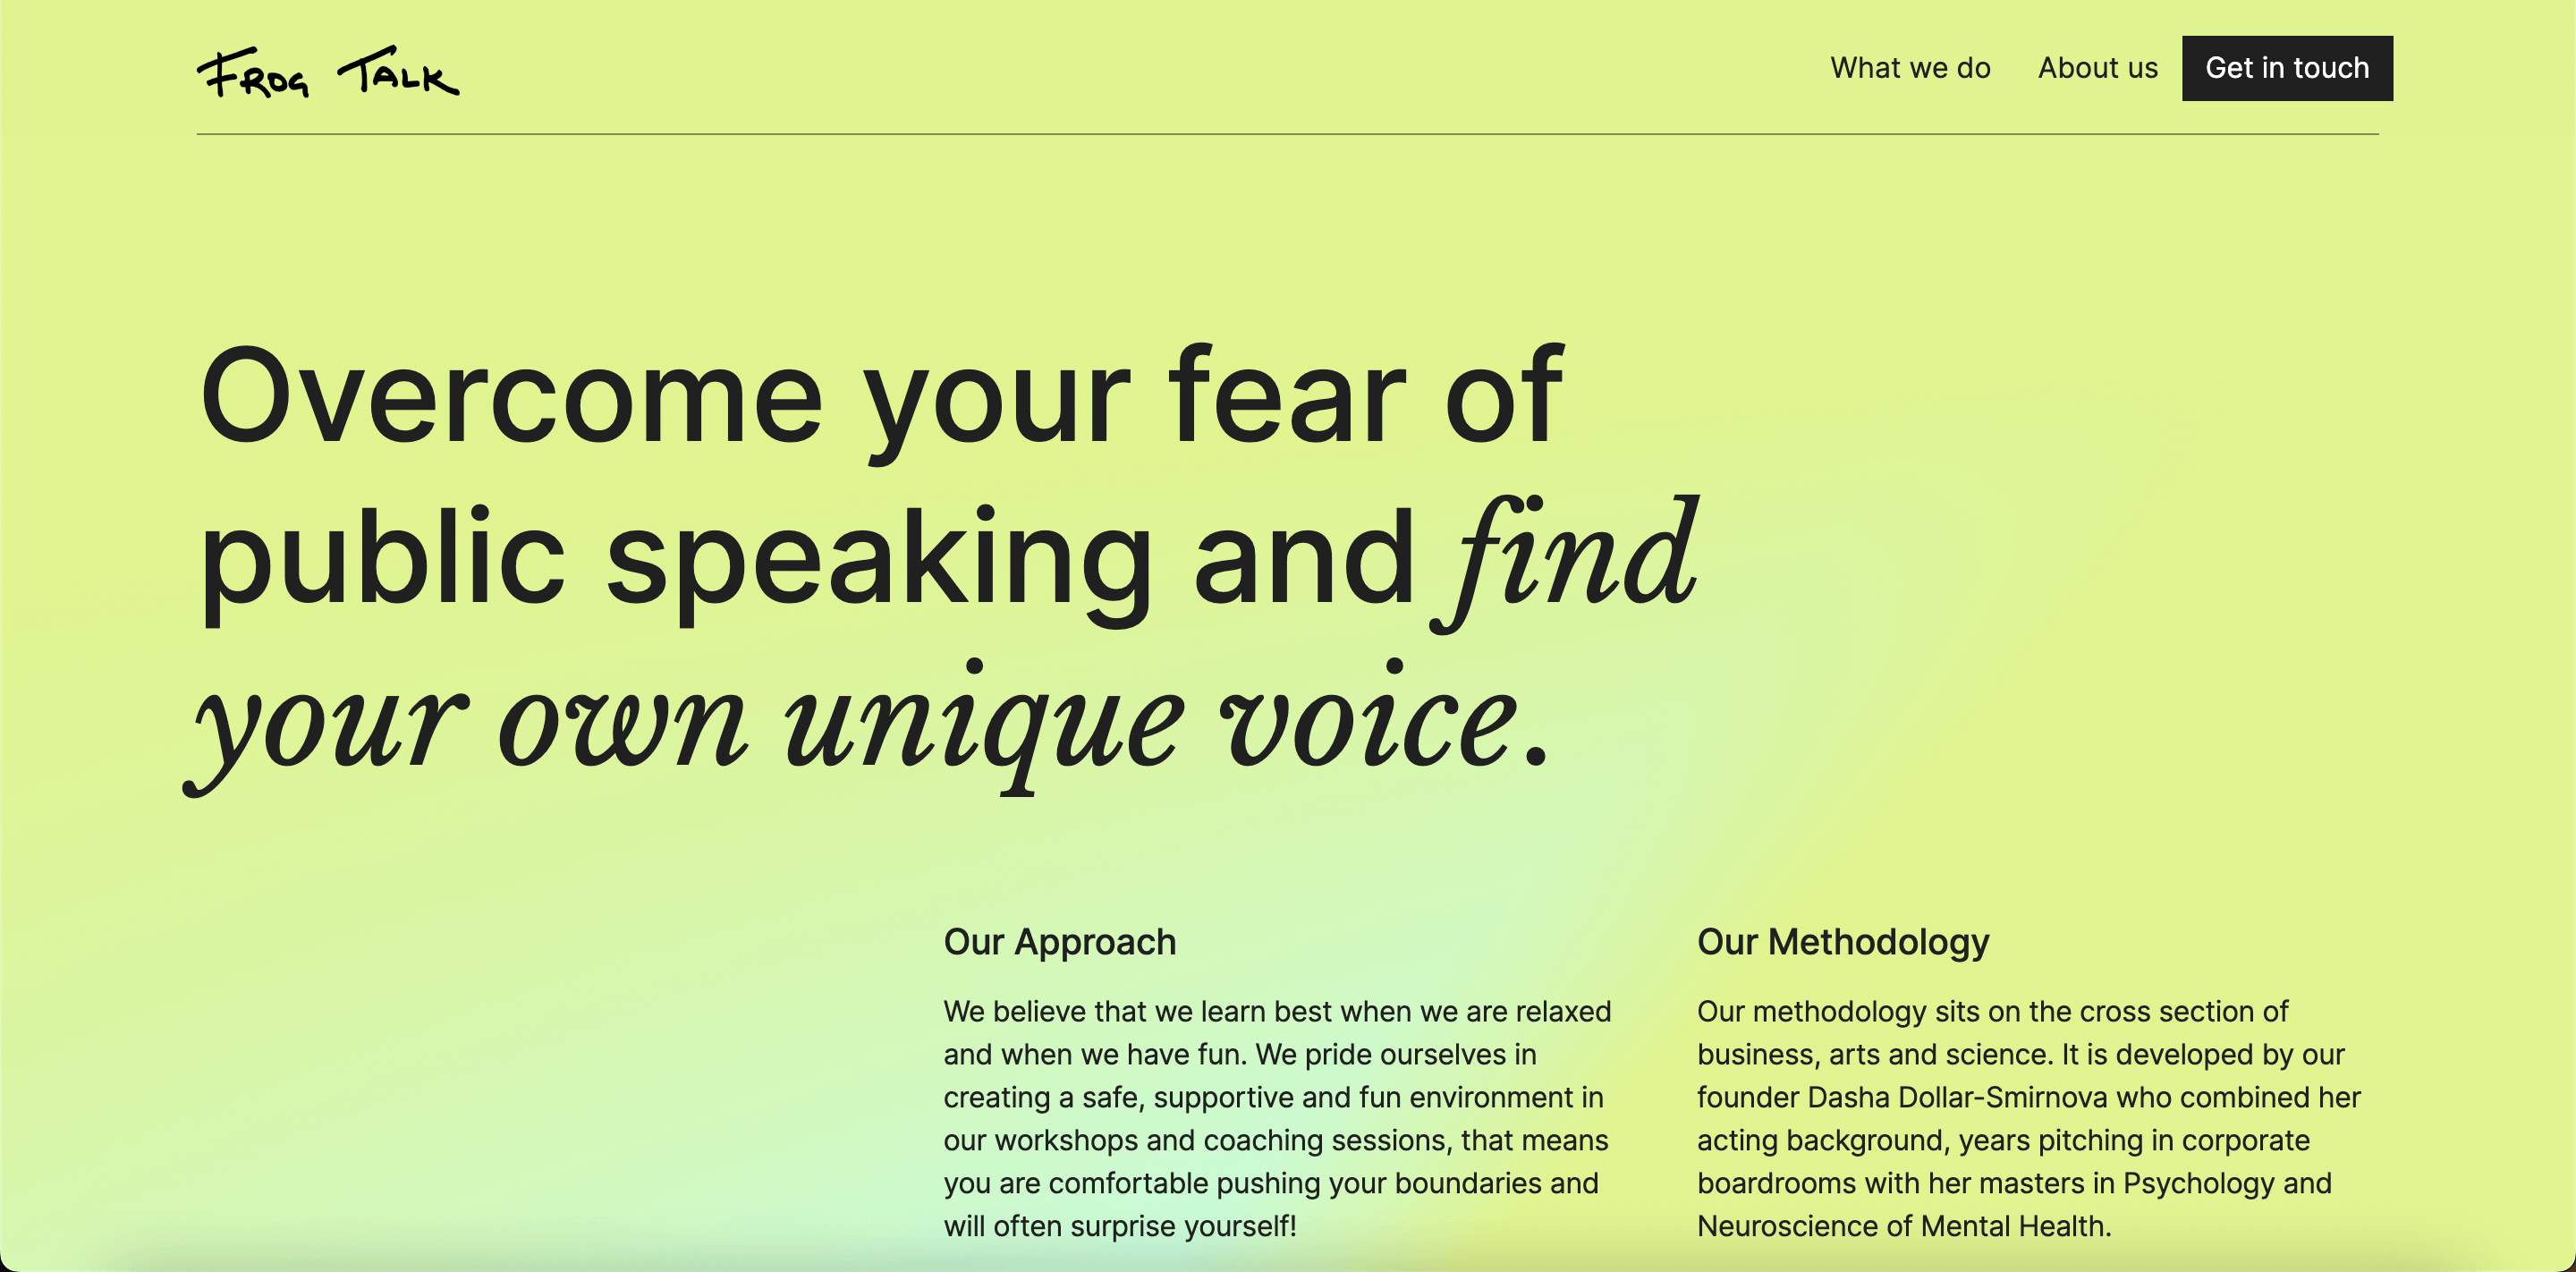 FROG TALK
What we do
About us
Get in touch
Overcome your fear of
public speaking and find
your own unique voice.
Our Approach
We believe that we learn best when we are relaxed
and when we have fun. We pride ourselves in
creating a safe, supportive and fun environment in
our workshops and coaching sessions, that means
you are comfortable pushing your boundaries and
will often surprise yourself!
Our Methodology
Our methodology sits on the cross section of
business, arts and science. It is developed by our
founder Dasha Dollar-Smirnova who combined her
acting background, years pitching in corporate
boardrooms with her masters in Psychology and
Neuroscience of Mental Health.